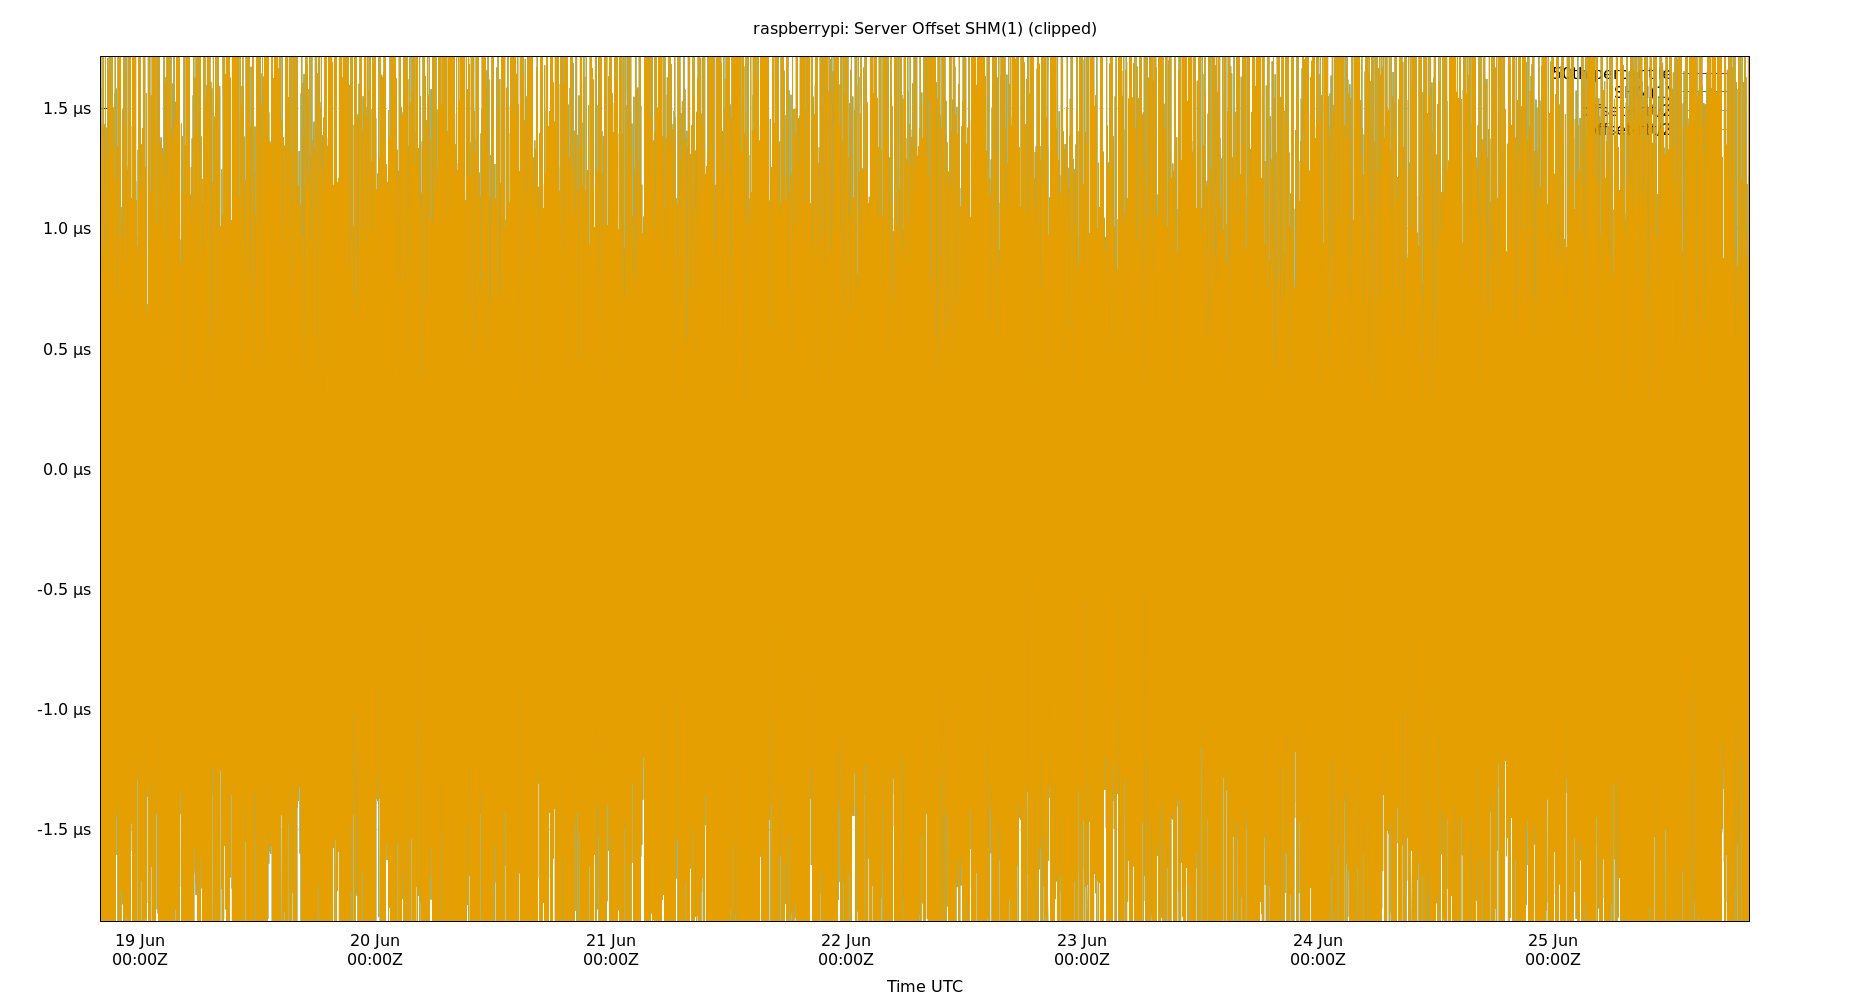 raspberrypi: Server Offset SHM(1) (clipped)
50th percentile
1.5 µs
1.0 µs
0.5 µs
0.0 µs
-0.5 µs
-1.0 µs
-1.5 µs
19 Jun 20 Jun 21 Jun 22 Jun 23 Jun 24 Jun 25 Jun
00:00Z 00:00Z 00:00Z 00:00Z 00:00Z 00:00Z 00:00Z
Time UTC